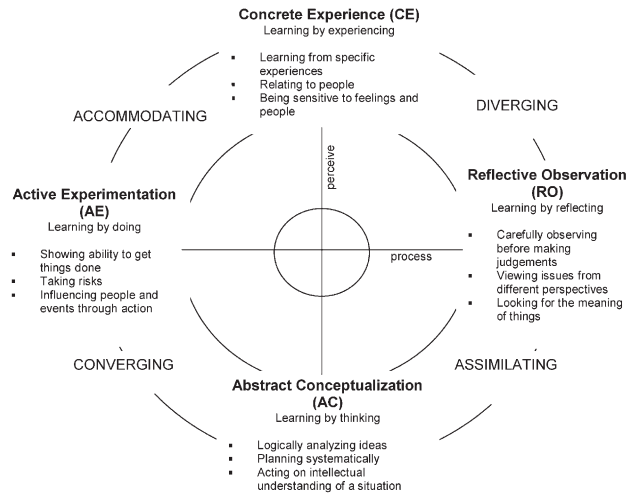 Concrete Experience (CE)
Learning by experiencing
▪ Learning from specific
experiences
▪ Relating to people
▪ Being sensitive to feelings and
people
ACCOMMODATING
DIVERGING
perceive
Active Experimentation
(AE)
Learning by doing
▪ Showing ability to get
things done
▪ Taking risks
▪ Influencing people and
events through action
Reflective Observation
(RO)
Learning by reflecting
▪ Carefully observing
before making
judgements
▪ Viewing issues from
different perspectives
▪ Looking for the meaning
of things
process
CONVERGING
ASSIMILATING
Abstract Conceptualization
(AC)
Learning by thinking
▪ Logically analyzing ideas
▪ Planning systematically
▪ Acting on intellectual
understanding of a situation